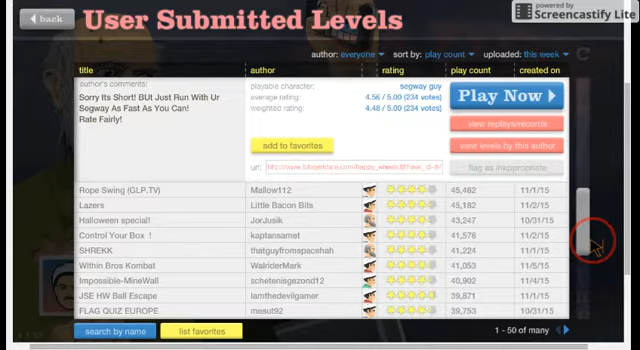 back
User Submitted Levels
powered by
Screencastify Lite
author: everyone sort by: play count uploaded: this week
title author rating play count created on
author's comments:
Sorry Its Short! BUt Just Run With Ur
Segway As Fast As You Can!
Rate Fairly!
playable character: segway guy
average rating: 4.56 / 5.00 (234 votes)
weighted rating: 4.48 / 5.00 (234 votes)
Play Now
view replays/records
add to favorites
view levels by this author
url:
flag as inappropriate
Rope Swing (GLP.TV) Mallow112 45,462 11/1/15
Lazers Little Bacon Bits 45,182 11/2/15
Halloween special! JorJusik 43,247 10/31/15
Control Your Box ! kaptansamet 41,576 11/2/15
SHREKK thatguyfromspacehah 41,224 11/1/15
Within Bros Kombat WalriderMark 41,053 11/5/15
Impossible-MineWall schetenisgezond12 40,902 11/4/15
JSE HW Ball Escape Iamthedevilgamer 39,871 11/1/15
FLAG QUIZ EUROPE mesut92 39,753 10/31/15
search by name
list favorites
1 - 50 of many